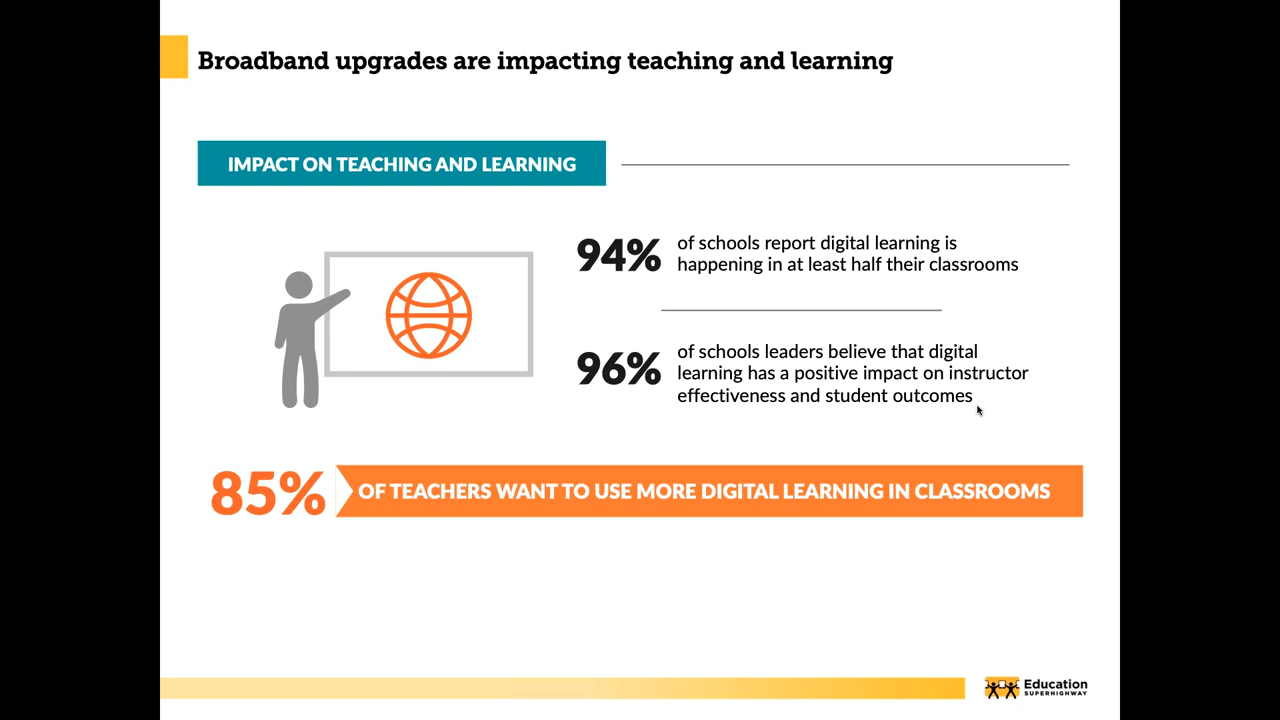 Broadband upgrades are impacting teaching and learning
IMPACT ON TEACHING AND LEARNING
94%
of schools report digital learning is
happening in at least half their classrooms
96%
of schools leaders believe that digital
learning has a positive impact on instructor
effectiveness and student outcomes
85%
OF TEACHERS WANT TO USE MORE DIGITAL LEARNING IN CLASSROOMS
Education
SUPERHIGHWAY